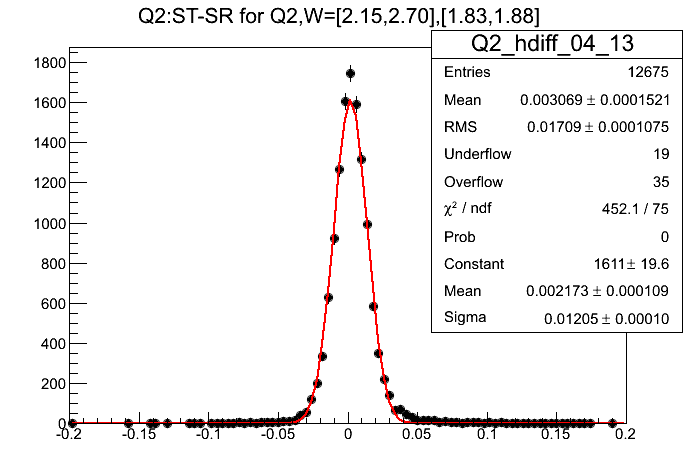 Q2:ST-SR for Q2,W=[2.15,2.70],[1.83,1.88]
Q2_hdiff_04_13
Entries 12675
Mean 0.003069 ± 0.0001521
RMS 0.01709 ± 0.0001075
Underflow 19
Overflow 35
χ² / ndf 452.1 / 75
Prob 0
Constant 1611 ± 19.6
Mean 0.002173 ± 0.000109
Sigma 0.01205 ± 0.00010
1800
1600
1400
1200
1000
800
600
400
200
0
-0.2 -0.15 -0.1 -0.05 0 0.05 0.1 0.15 0.2